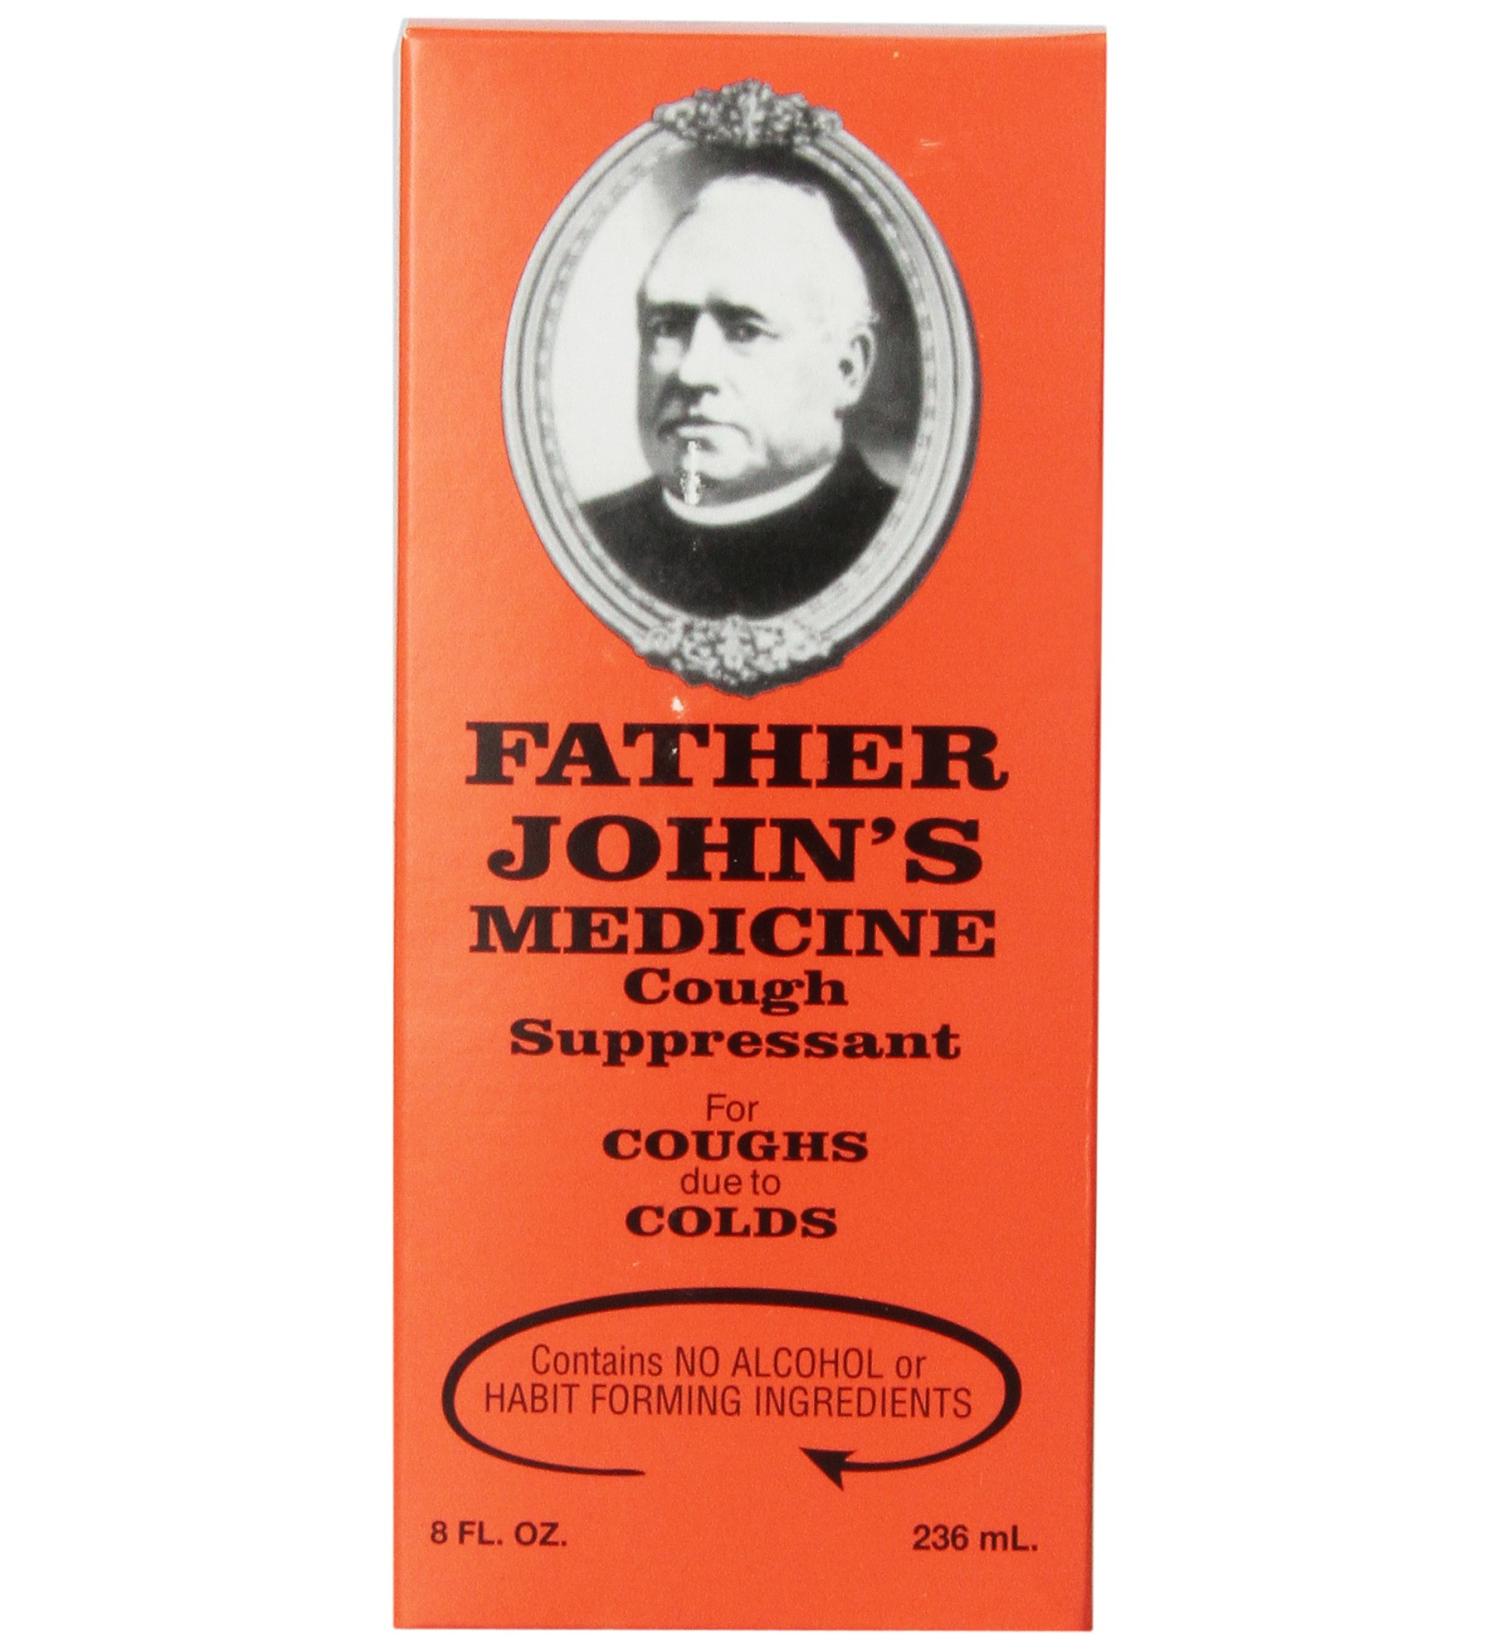 FATHER
JOHN'S
MEDICINE
Cough
Suppressant
For
COUGHS
due to
COLDS
Contains NO ALCOHOL or
HABIT FORMING INGREDIENTS
8 FL. OZ.
236 mL.